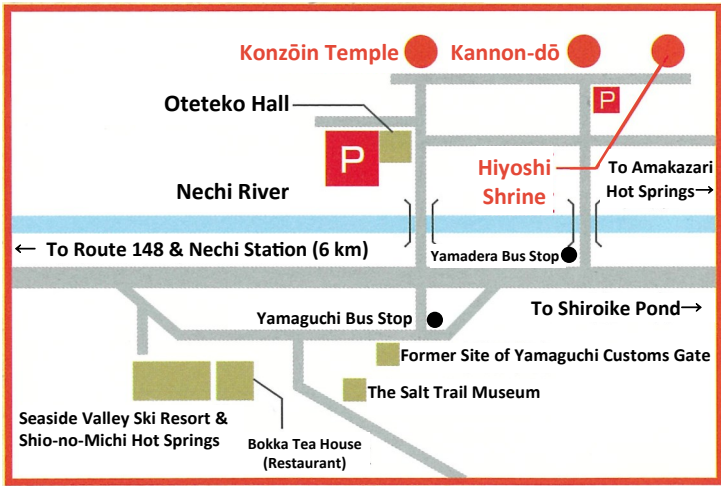 Konzōin Temple
Kannon-dō
Oteteko Hall
P
P
Hiyoshi
Shrine
To Amakazari
Hot Springs→
Nechi River
← To Route 148 & Nechi Station (6 km)
Yamadera Bus Stop
To Shiroike Pond→
Yamaguchi Bus Stop
Former Site of Yamaguchi Customs Gate
The Salt Trail Museum
Seaside Valley Ski Resort &
Shio-no-Michi Hot Springs
Bokka Tea House
(Restaurant)